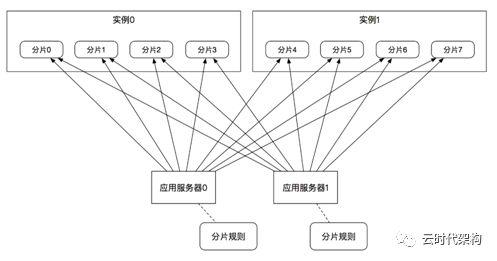 实例0
实例1
分片0
分片1
分片2
分片3
分片4
分片5
分片6
分片7
应用服务器0
应用服务器1
分片规则
分片规则
云时代架构